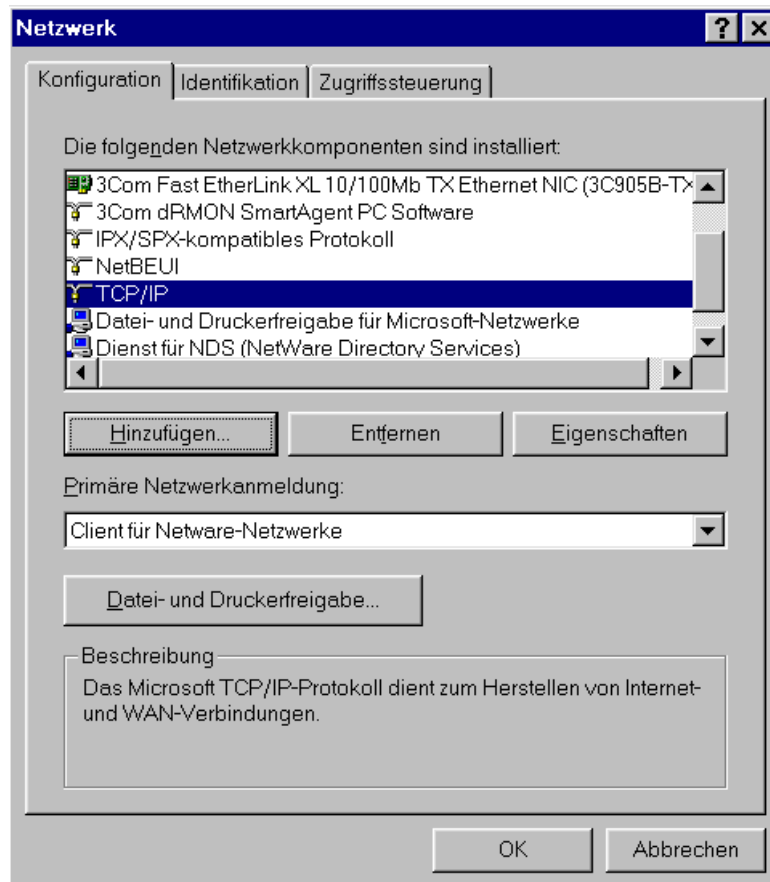 Netzwerk
Konfiguration Identifikation Zugriffssteuerung
Die folgenden Netzwerkkomponenten sind installiert:
3Com Fast EtherLink XL 10/100Mb TX Ethernet NIC (3C905B-TX
3Com dRMON SmartAgent PC Software
IPX/SPX-kompatibles Protokoll
NetBEUI
TCP/IP
Datei- und Druckerfreigabe für Microsoft-Netzwerke
Dienst für NDS (NetWare Directory Services)
Hinzufügen... Entfernen Eigenschaften
Primäre Netzwerkanmeldung:
Client für Netware-Netzwerke
Datei- und Druckerfreigabe...
Beschreibung
Das Microsoft TCP/IP-Protokoll dient zum Herstellen von Internet-
und WAN-Verbindungen.
OK Abbrechen